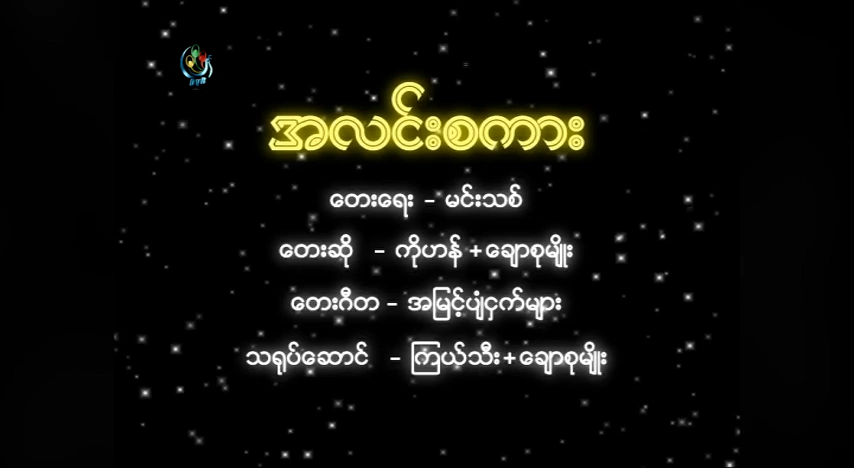 အလင်းစကား
တေးရေး - မင်းသစ်
တေးဆို - ကိုဟန် + ချောစုမျိုး
တေးဂီတ - အမြင့်ပျံငှက်များ
သရုပ်ဆောင် - ကြယ်သီး + ချောစုမျိုး